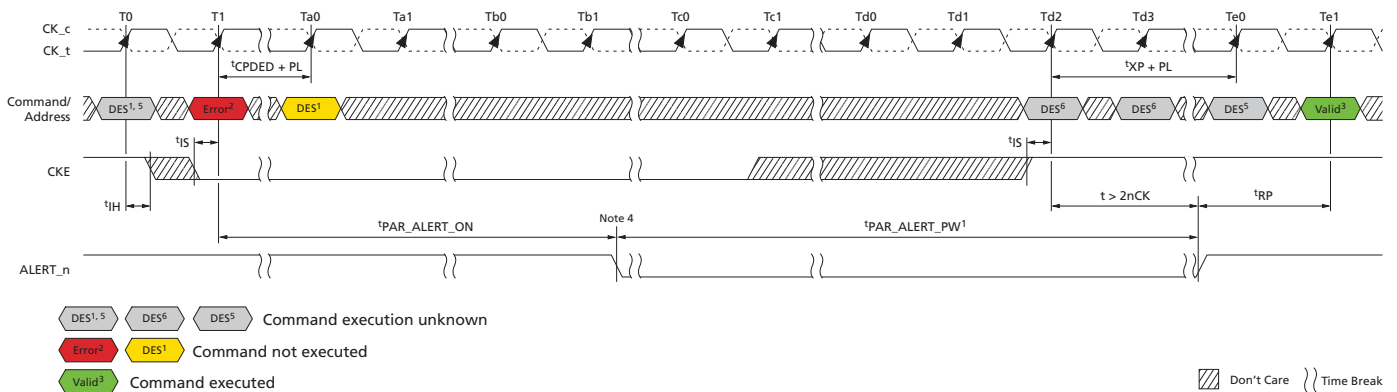 T0 T1 Ta0 Ta1 Tb0 Tb1 Tc0 Tc1 Td0 Td1 Td2 Td3 Te0 Te1
CK_c
CK_t
tCPDED + PL tXP + PL
Command/
Address
DES1, 5 Error2 DES1 DES6 DES6 DES5 Valid3
tIS tIS
CKE
tIH t > 2nCK tRP
Note 4
tPAR_ALERT_ON tPAR_ALERT_PW1
ALERT_n
DES1, 5 DES6 DES5 Command execution unknown
Error2 DES1 Command not executed
Valid3 Command executed
Don't Care Time Break